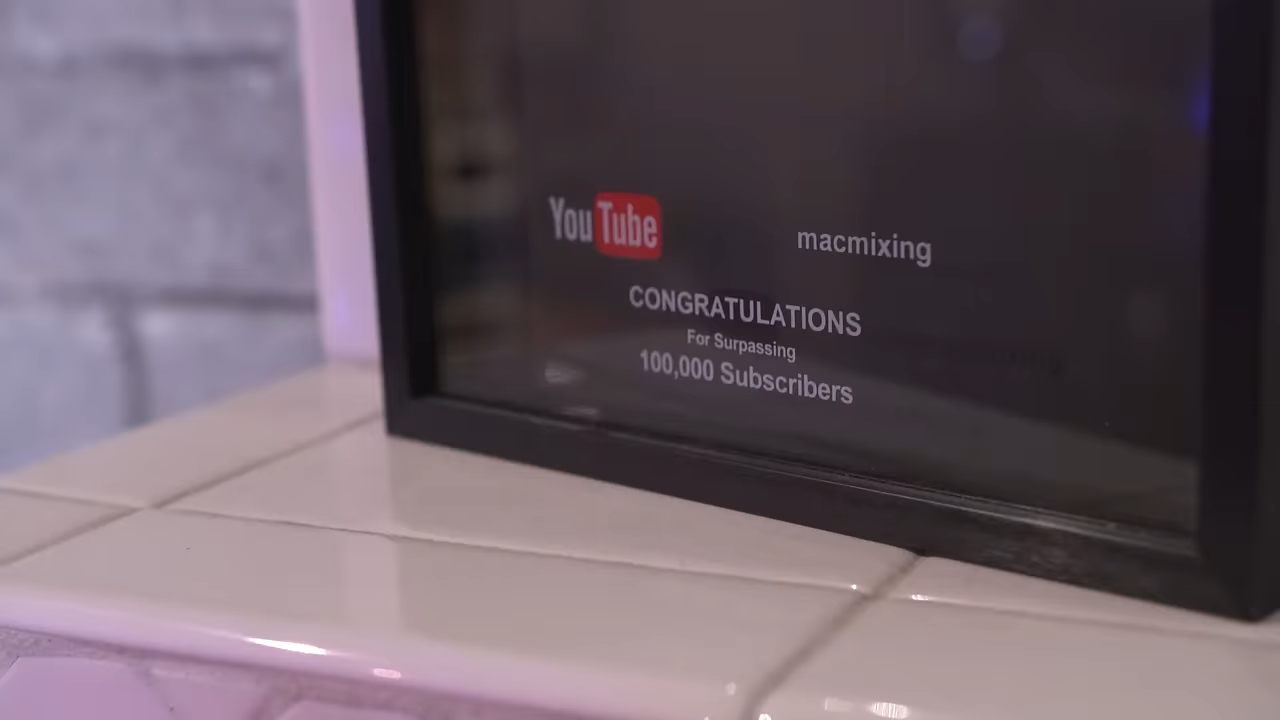 YouTube
macmixing
CONGRATULATIONS
For Surpassing
100,000 Subscribers